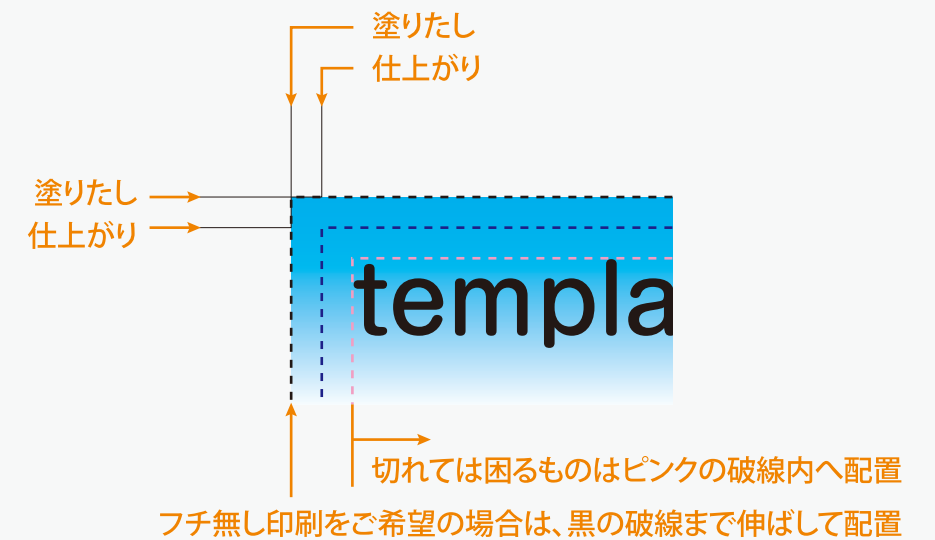 塗りたし
仕上がり
塗りたし
仕上がり
templa
切れては困るものはピンクの破線内へ配置
フチ無し印刷をご希望の場合は、黒の破線まで伸ばして配置